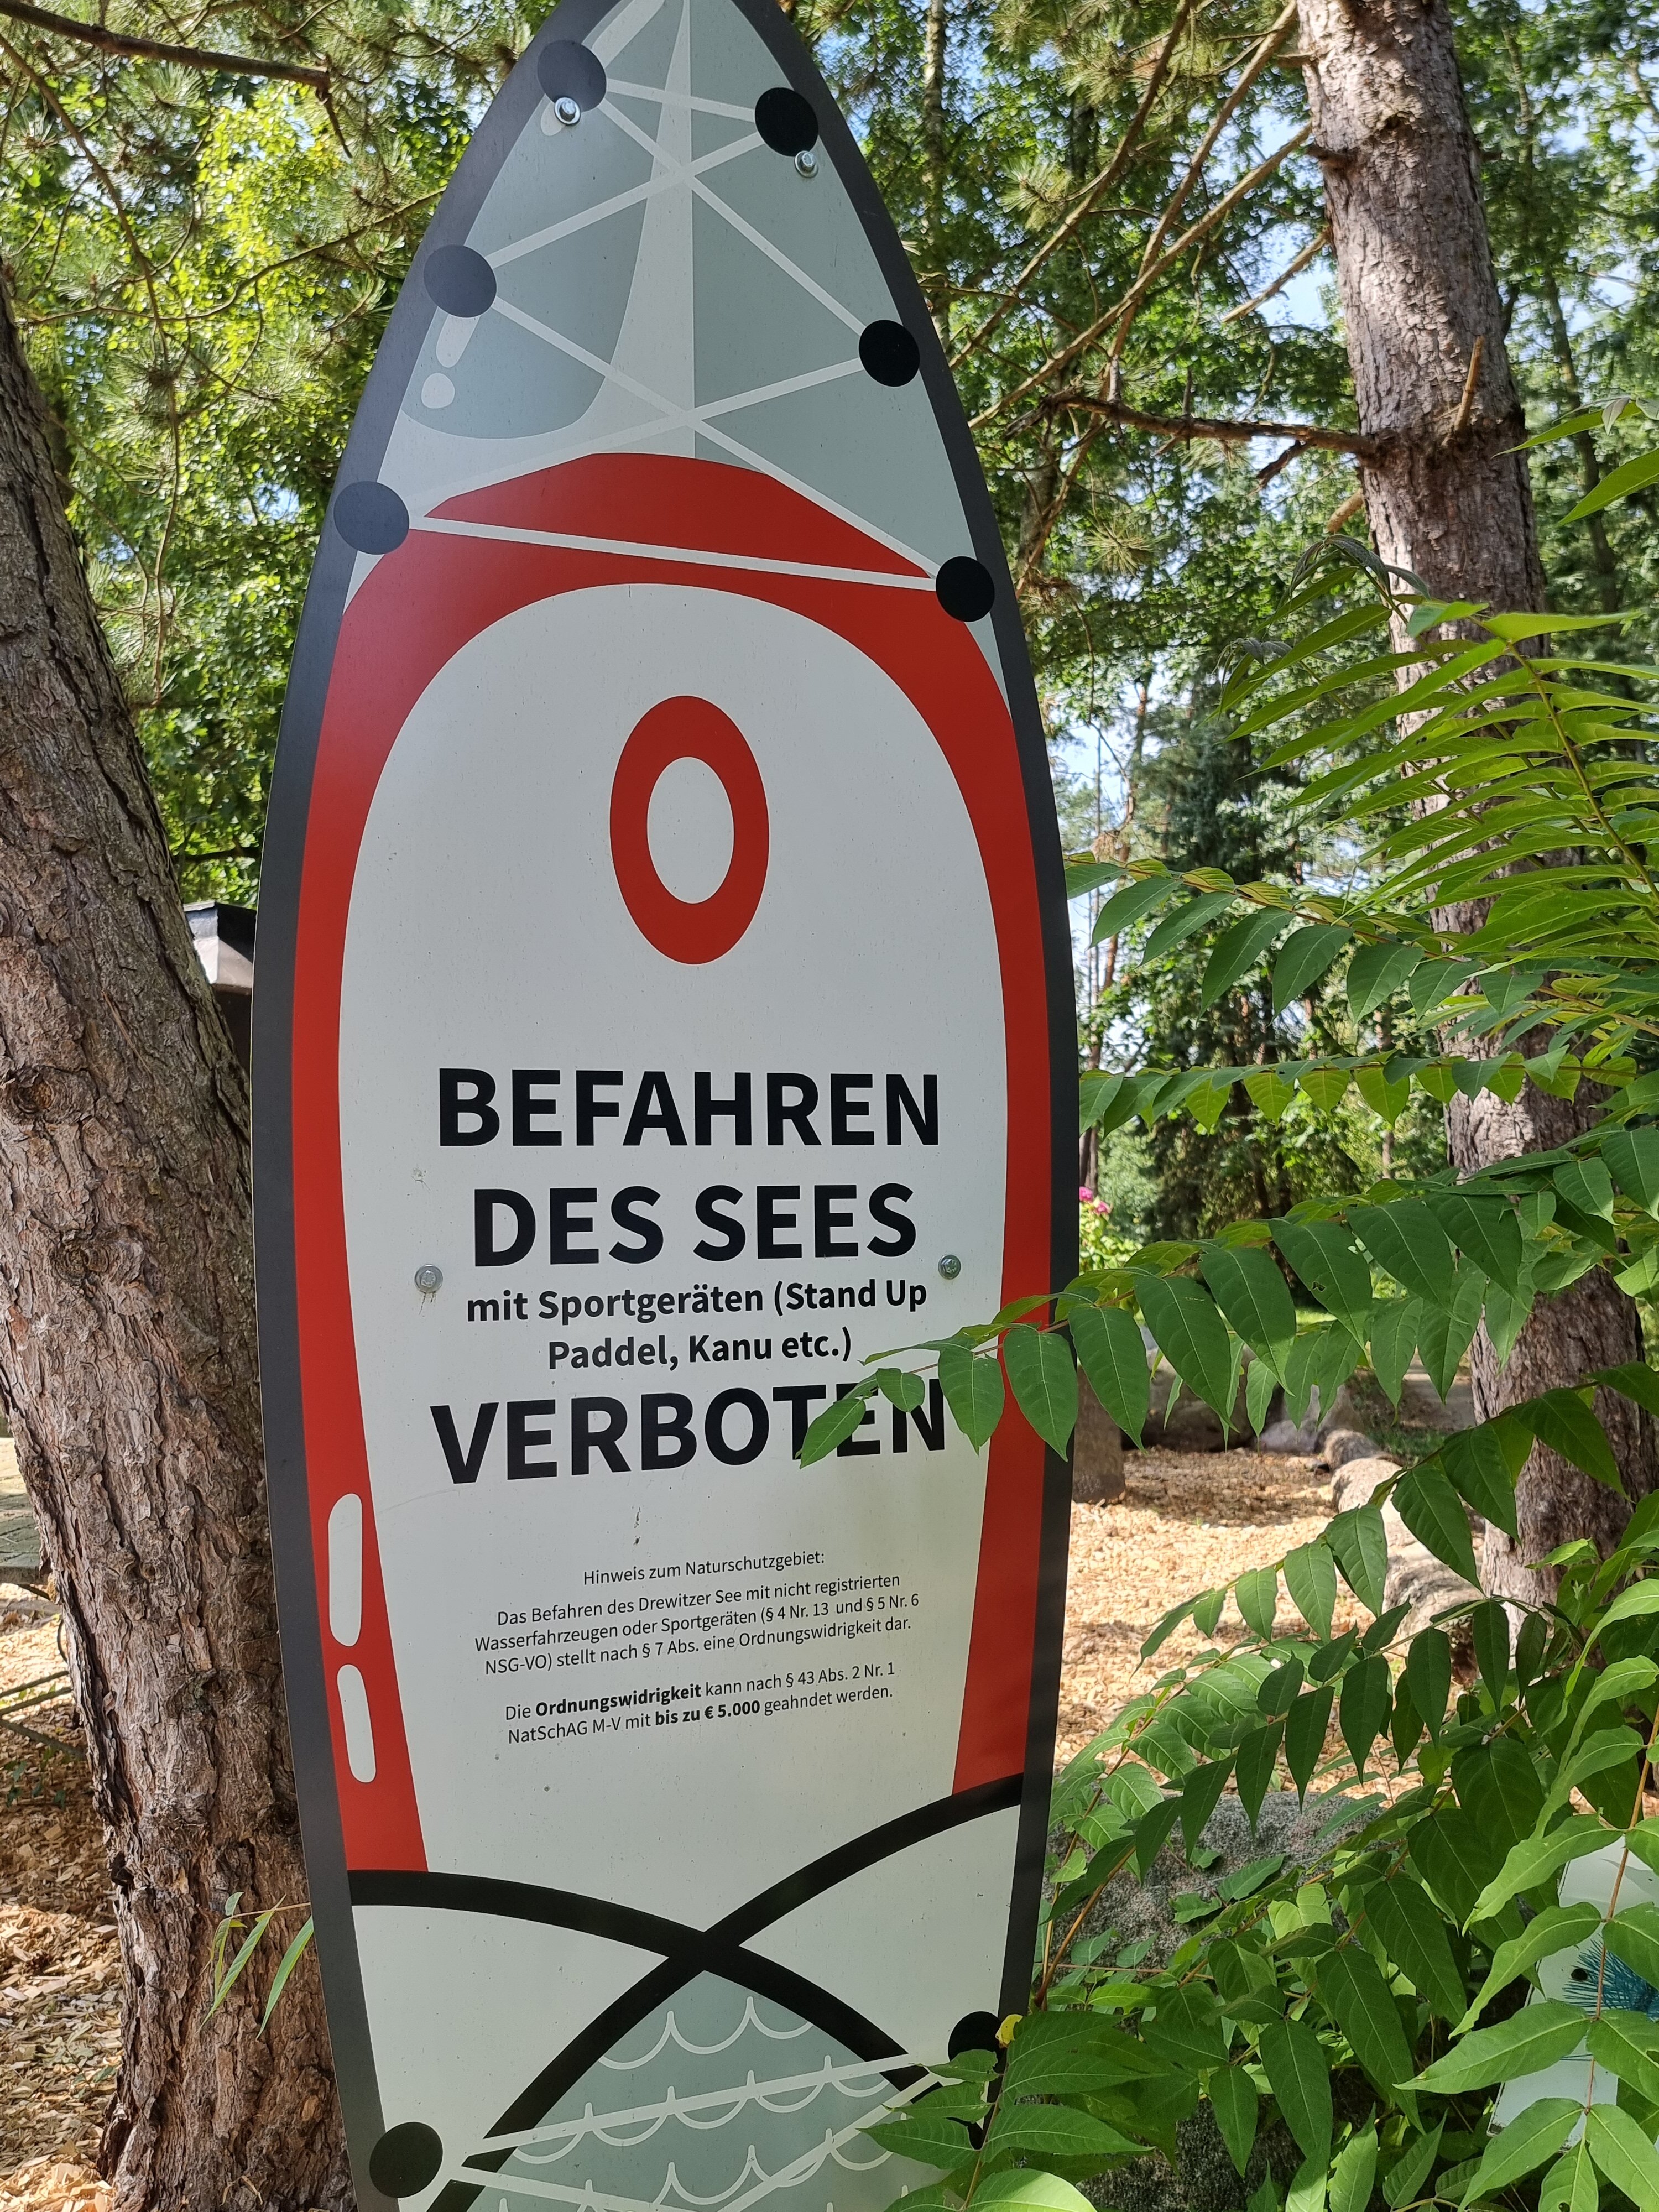 BEFAHREN
DES SEES
mit Sportgeräten (Stand Up
Paddel, Kanu etc.)
VERBOTEN
Hinweis zum Naturschutzgebiet:
Das Befahren des Drewitzer See mit nicht registrierten
Wasserfahrzeugen oder Sportgeräten (§ 4 Nr. 13 und § 5 Nr. 6
NSG-VO) stellt nach § 7 Abs. eine Ordnungswidrigkeit dar.
Die Ordnungswidrigkeit kann nach § 43 Abs. 2 Nr. 1
NatSchAG M-V mit bis zu € 5.000 geahndet werden.